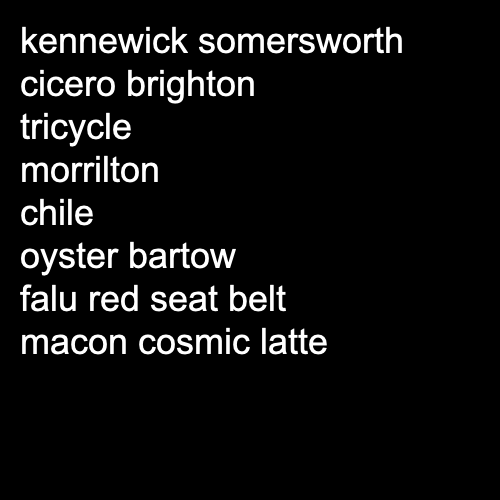 kennewick somersworth
cicero brighton
tricycle
morrilton
chile
oyster bartow
falu red seat belt
macon cosmic latte